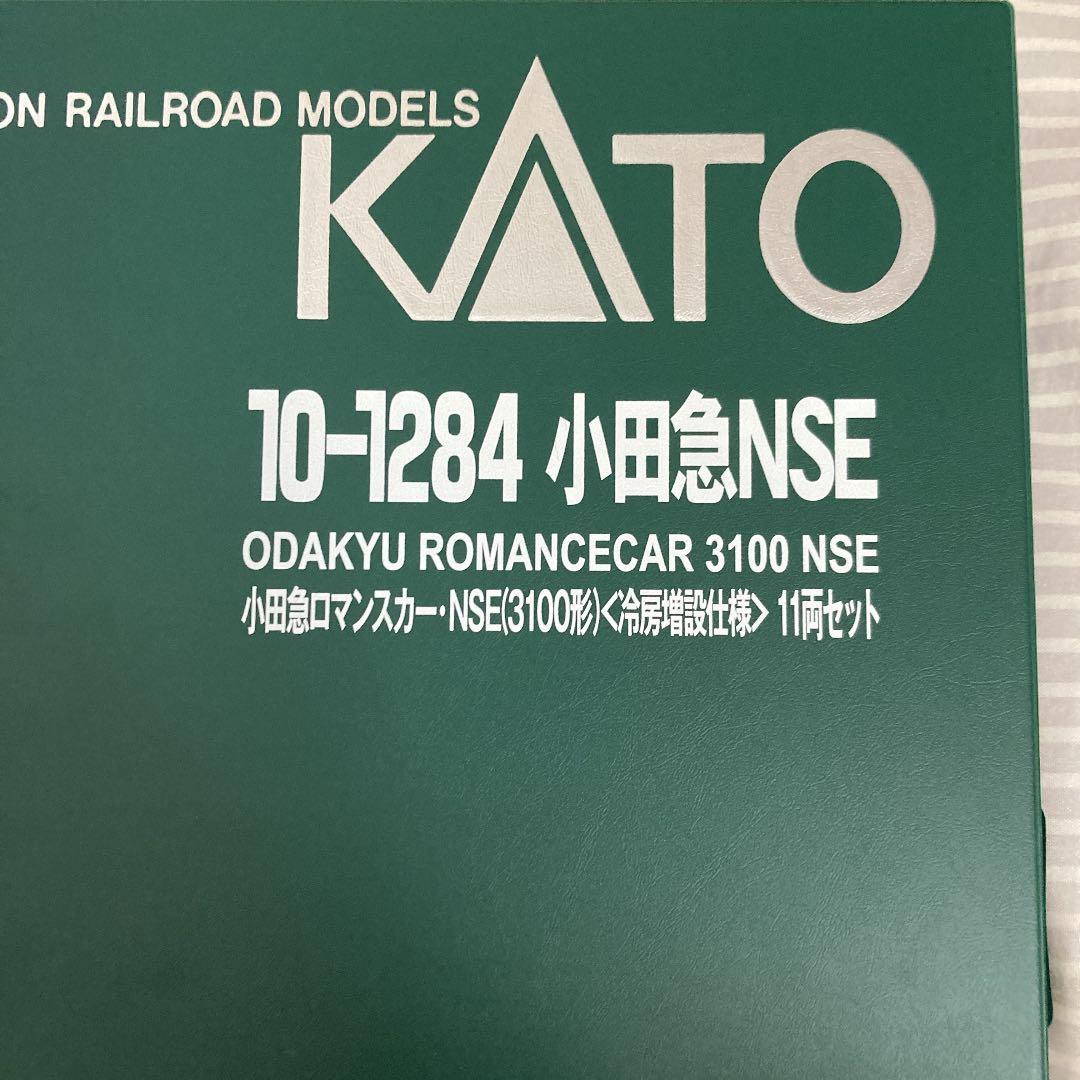 RAILROAD MODELS
KATO
10-1284 小田急NSE
ODAKYU ROMANCECAR 3100 NSE
小田急ロマンスカー・NSE(3100形)<冷房増設仕様> 11両セット